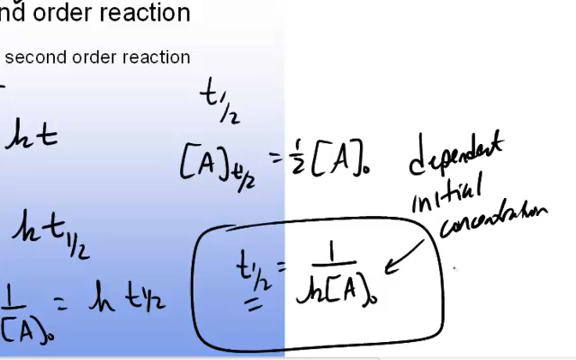 nd order reaction
second order reaction
t1/2
kt
[A]t1/2 = 1/2 [A]₀
dependent
initial
concentration
kt1/2
t1/2 = 1/k[A]₀
1/[A]₀ = k t1/2